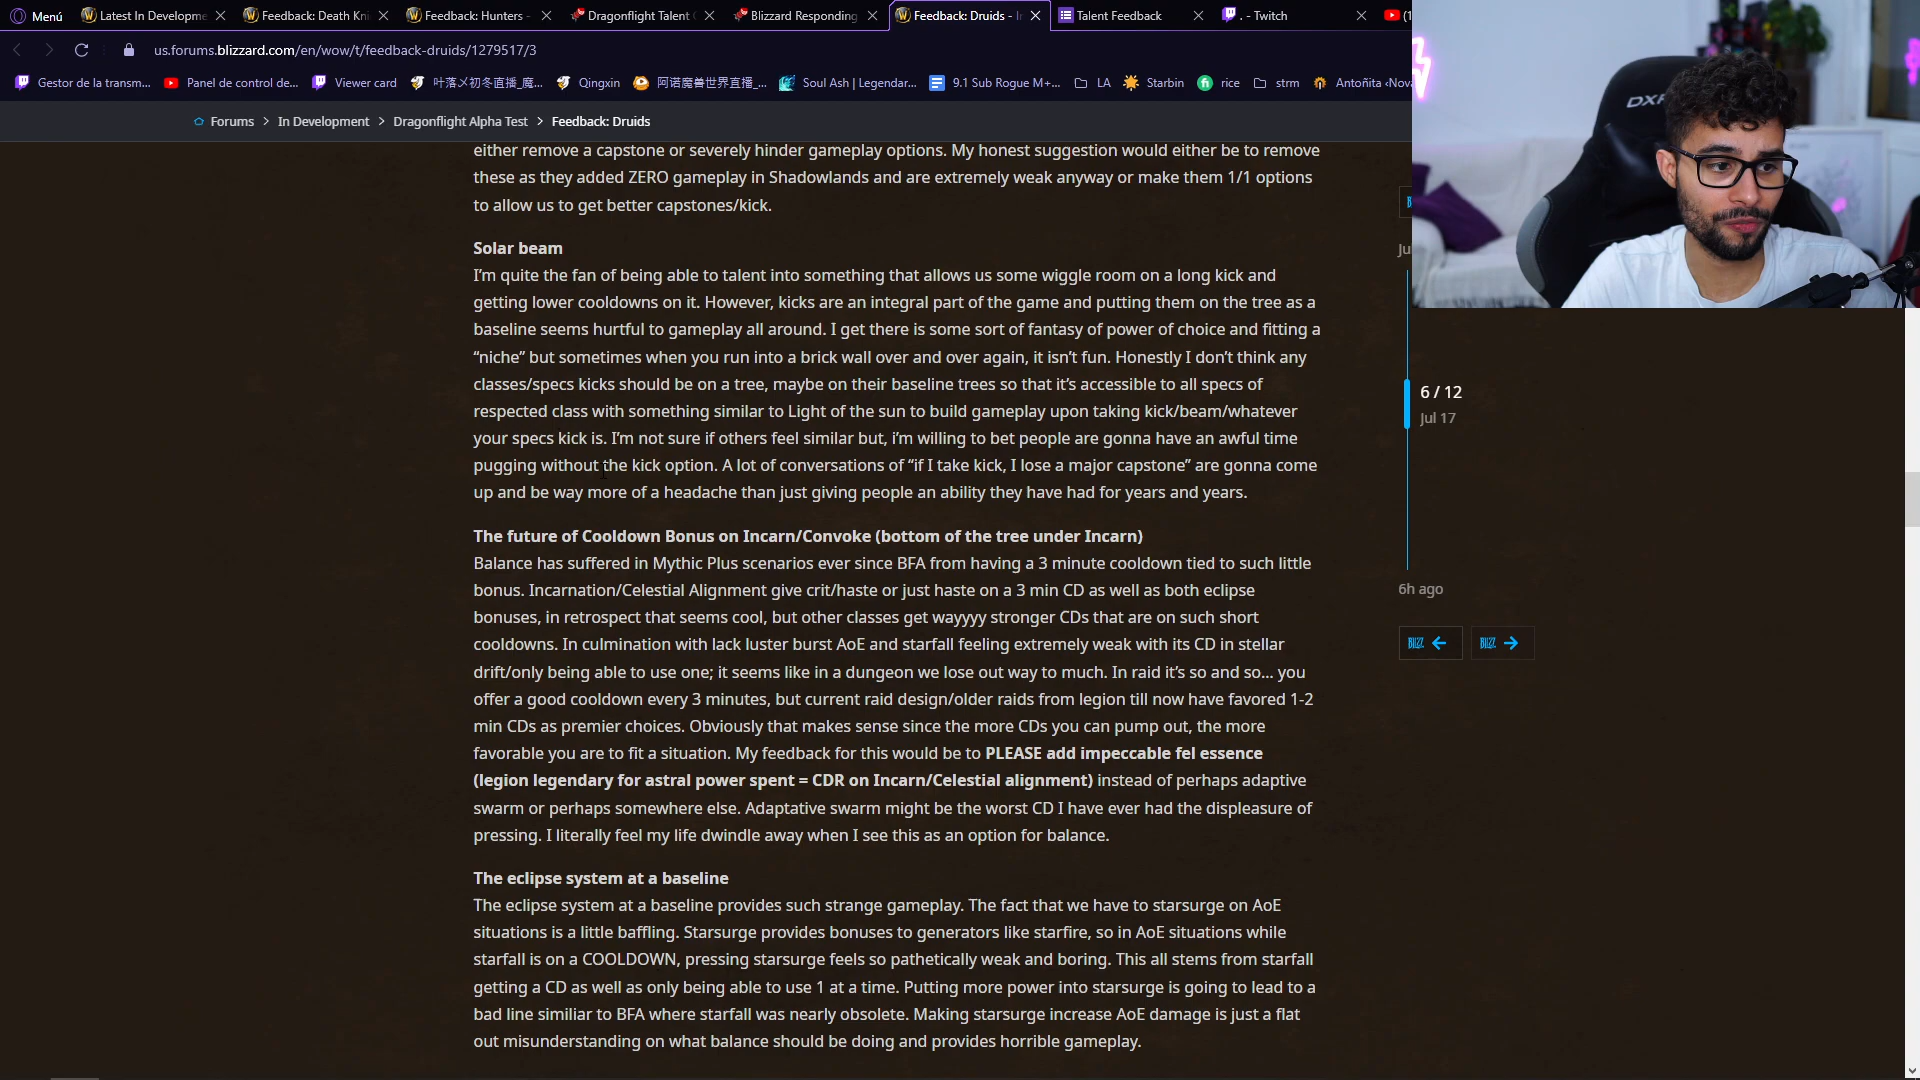 Menú
Latest In Developme
Feedback: Death Kni
Feedback: Hunters -
Dragonflight Talent
Blizzard Responding
Feedback: Druids - I
Talent Feedback
. - Twitch
us.forums.blizzard.com/en/wow/t/feedback-druids/1279517/3
Gestor de la transm...
Panel de control de...
Viewer card
叶落乄初冬直播_魔...
Qingxin
阿诺魔兽世界直播_...
Soul Ash | Legendar...
9.1 Sub Rogue M+...
LA
Starbin
rice
strm
Antoñita ‹Nova
Forums > In Development > Dragonflight Alpha Test > Feedback: Druids
either remove a capstone or severely hinder gameplay options. My honest suggestion would either be to remove
these as they added ZERO gameplay in Shadowlands and are extremely weak anyway or make them 1/1 options
to allow us to get better capstones/kick.
Solar beam
I’m quite the fan of being able to talent into something that allows us some wiggle room on a long kick and
getting lower cooldowns on it. However, kicks are an integral part of the game and putting them on the tree as a
baseline seems hurtful to gameplay all around. I get there is some sort of fantasy of power of choice and fitting a
“niche” but sometimes when you run into a brick wall over and over again, it isn’t fun. Honestly I don’t think any
classes/specs kicks should be on a tree, maybe on their baseline trees so that it’s accessible to all specs of
respected class with something similar to Light of the sun to build gameplay upon taking kick/beam/whatever
your specs kick is. I’m not sure if others feel similar but, i’m willing to bet people are gonna have an awful time
pugging without the kick option. A lot of conversations of “if I take kick, I lose a major capstone” are gonna come
up and be way more of a headache than just giving people an ability they have had for years and years.
The future of Cooldown Bonus on Incarn/Convoke (bottom of the tree under Incarn)
Balance has suffered in Mythic Plus scenarios ever since BFA from having a 3 minute cooldown tied to such little
bonus. Incarnation/Celestial Alignment give crit/haste or just haste on a 3 min CD as well as both eclipse
bonuses, in retrospect that seems cool, but other classes get wayyyy stronger CDs that are on such short
cooldowns. In culmination with lack luster burst AoE and starfall feeling extremely weak with its CD in stellar
drift/only being able to use one; it seems like in a dungeon we lose out way to much. In raid it’s so and so… you
offer a good cooldown every 3 minutes, but current raid design/older raids from legion till now have favored 1-2
min CDs as premier choices. Obviously that makes sense since the more CDs you can pump out, the more
favorable you are to fit a situation. My feedback for this would be to PLEASE add impeccable fel essence
(legion legendary for astral power spent = CDR on Incarn/Celestial alignment) instead of perhaps adaptive
swarm or perhaps somewhere else. Adaptative swarm might be the worst CD I have ever had the displeasure of
pressing. I literally feel my life dwindle away when I see this as an option for balance.
The eclipse system at a baseline
The eclipse system at a baseline provides such strange gameplay. The fact that we have to starsurge on AoE
situations is a little baffling. Starsurge provides bonuses to generators like starfire, so in AoE situations while
starfall is on a COOLDOWN, pressing starsurge feels so pathetically weak and boring. This all stems from starfall
getting a CD as well as only being able to use 1 at a time. Putting more power into starsurge is going to lead to a
bad line similiar to BFA where starfall was nearly obsolete. Making starsurge increase AoE damage is just a flat
out misunderstanding on what balance should be doing and provides horrible gameplay.
Ju
6 / 12
Jul 17
6h ago
BLIZZ
BLIZZ
DX